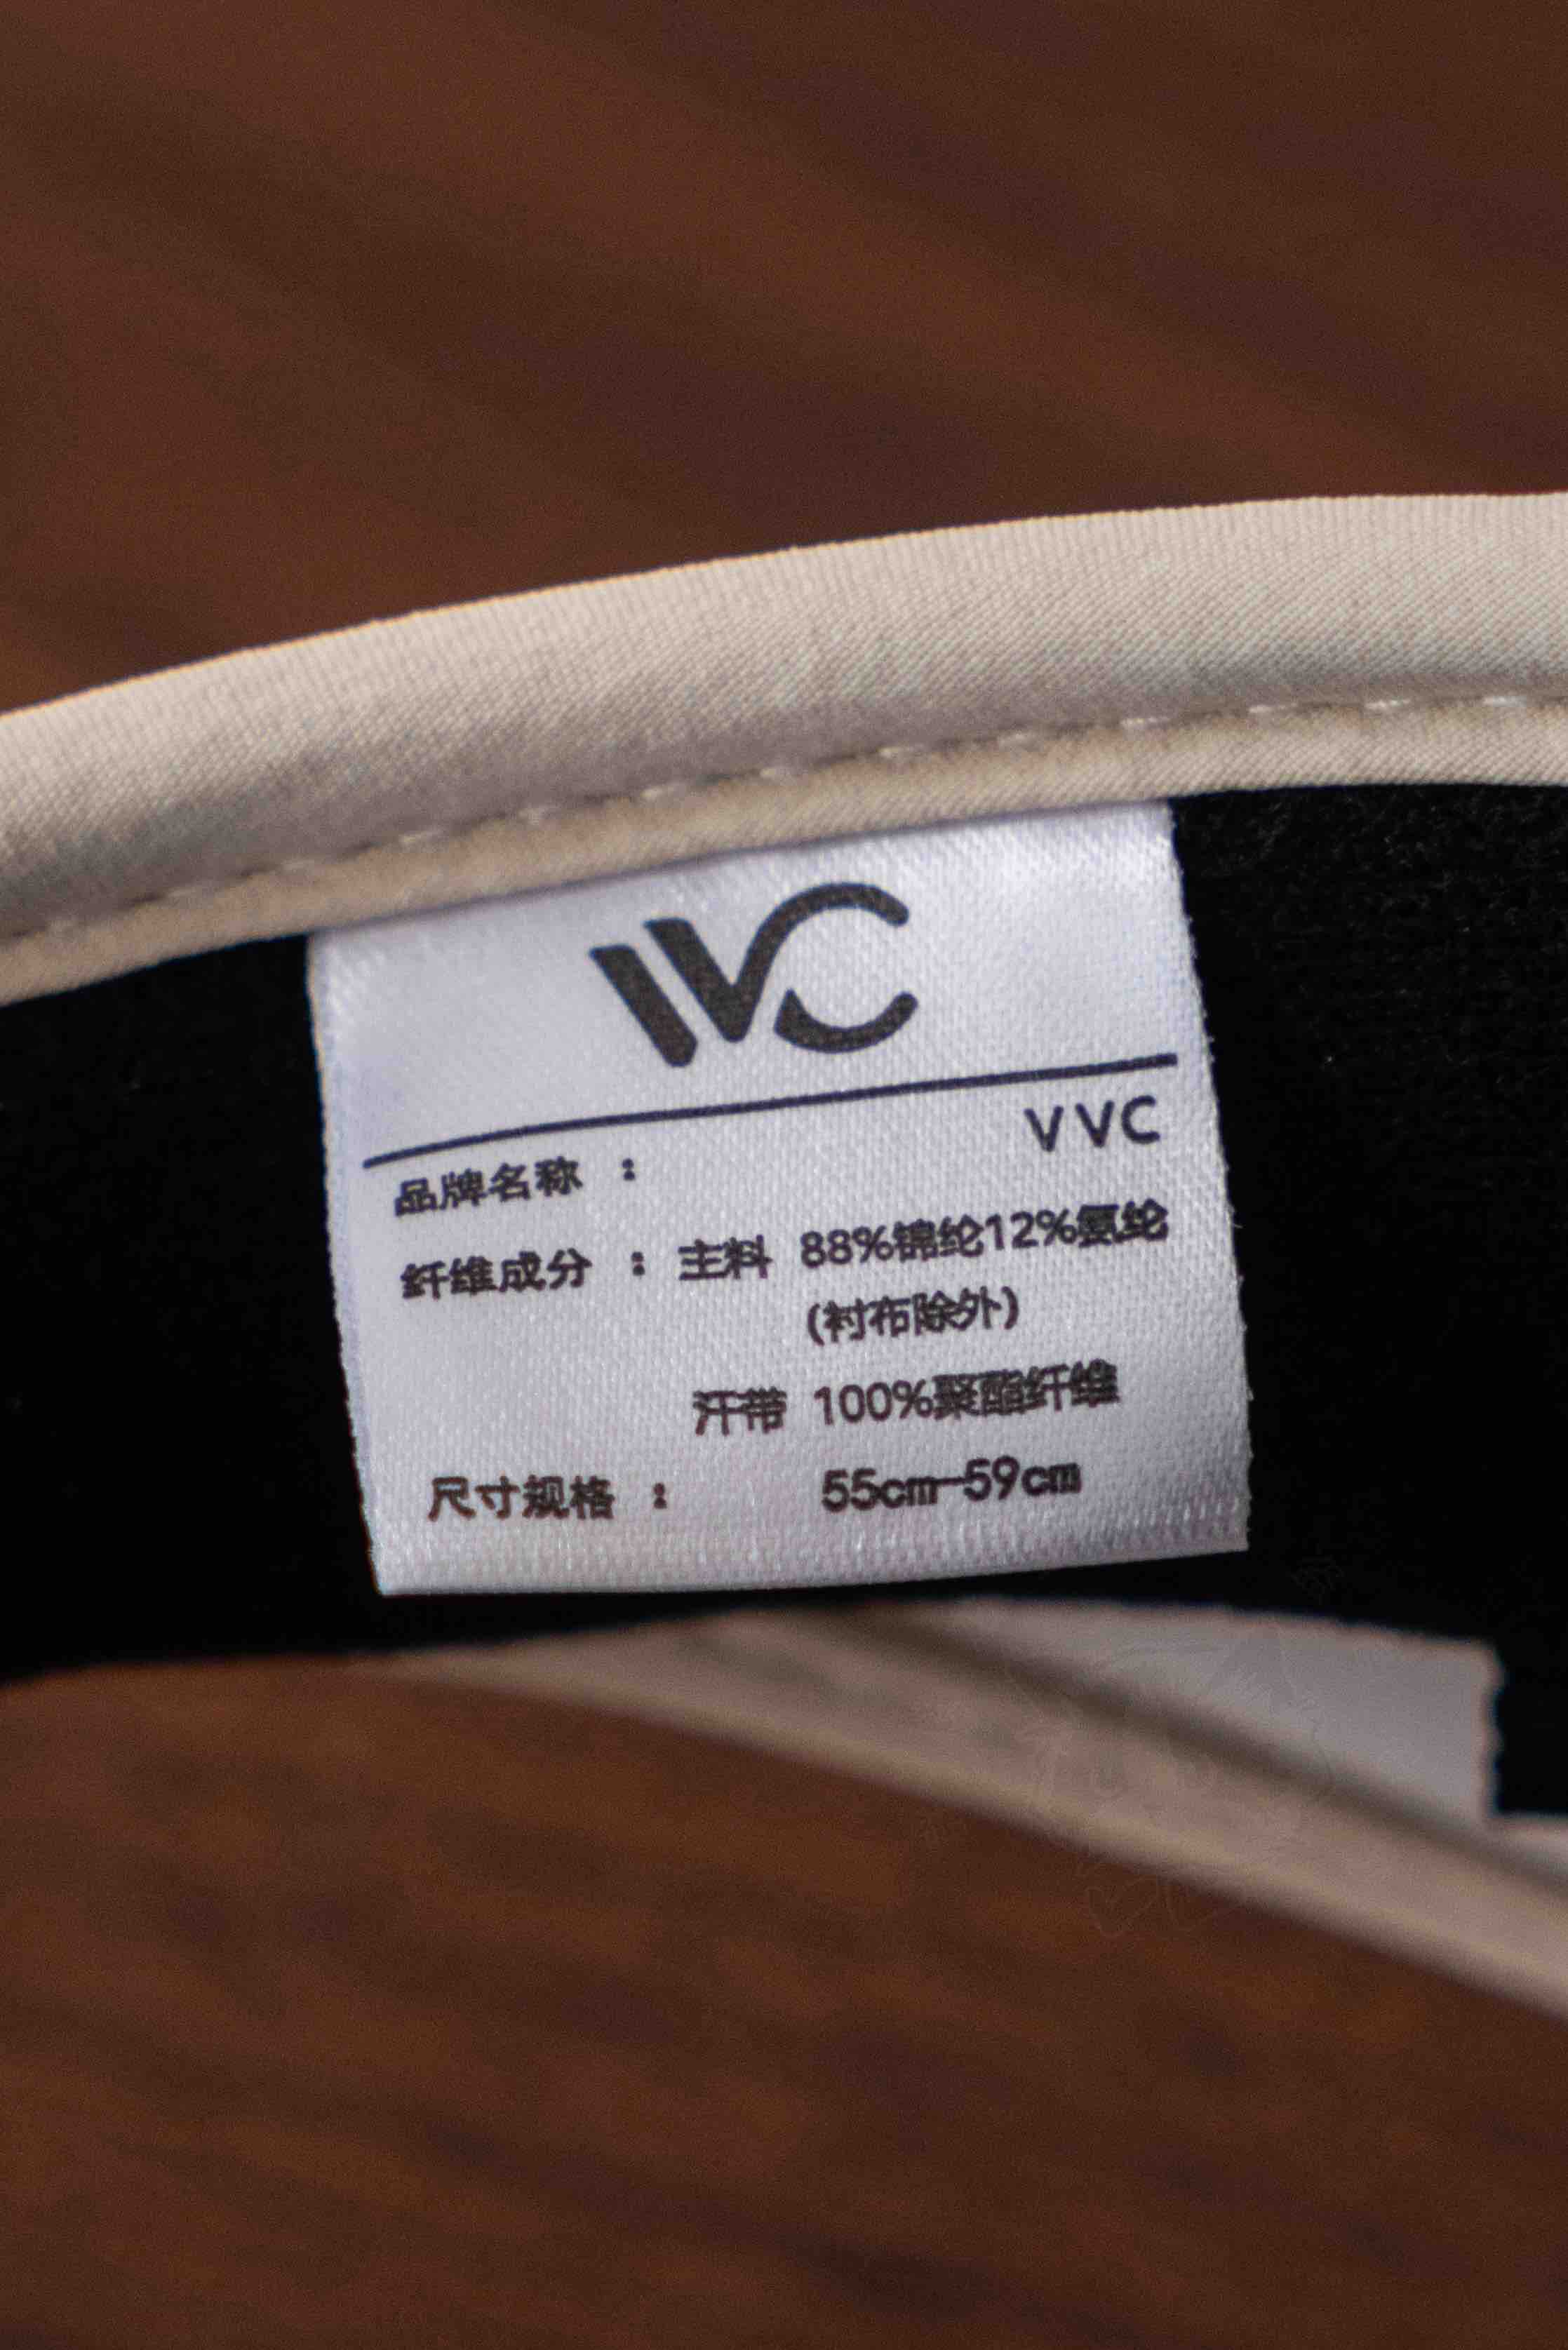 VVC
VVC
品牌名称：
纤维成分：主料 88%锦纶12%氨纶
(衬布除外)
汗带 100%聚酯纤维
尺寸规格： 55cm-59cm